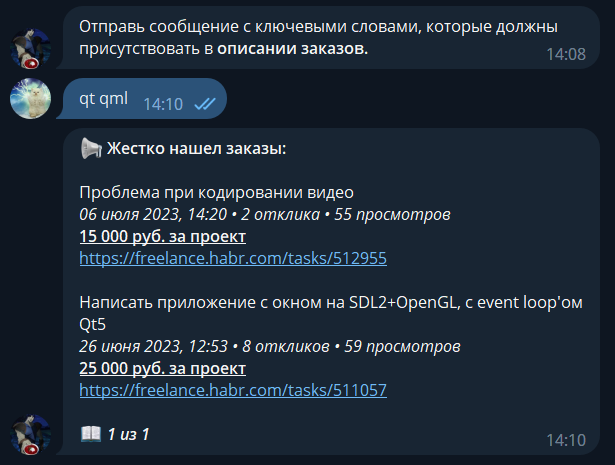 Отправь сообщение с ключевыми словами, которые должны
присутствовать в описании заказов.
14:08
qt qml 14:10
Жестко нашел заказы:
Проблема при кодировании видео
06 июля 2023, 14:20 • 2 отклика • 55 просмотров
15 000 руб. за проект
https://freelance.habr.com/tasks/512955
Написать приложение с окном на SDL2+OpenGL, с event loop'ом
Qt5
26 июня 2023, 12:53 • 8 откликов • 59 просмотров
25 000 руб. за проект
https://freelance.habr.com/tasks/511057
1 из 1
14:10